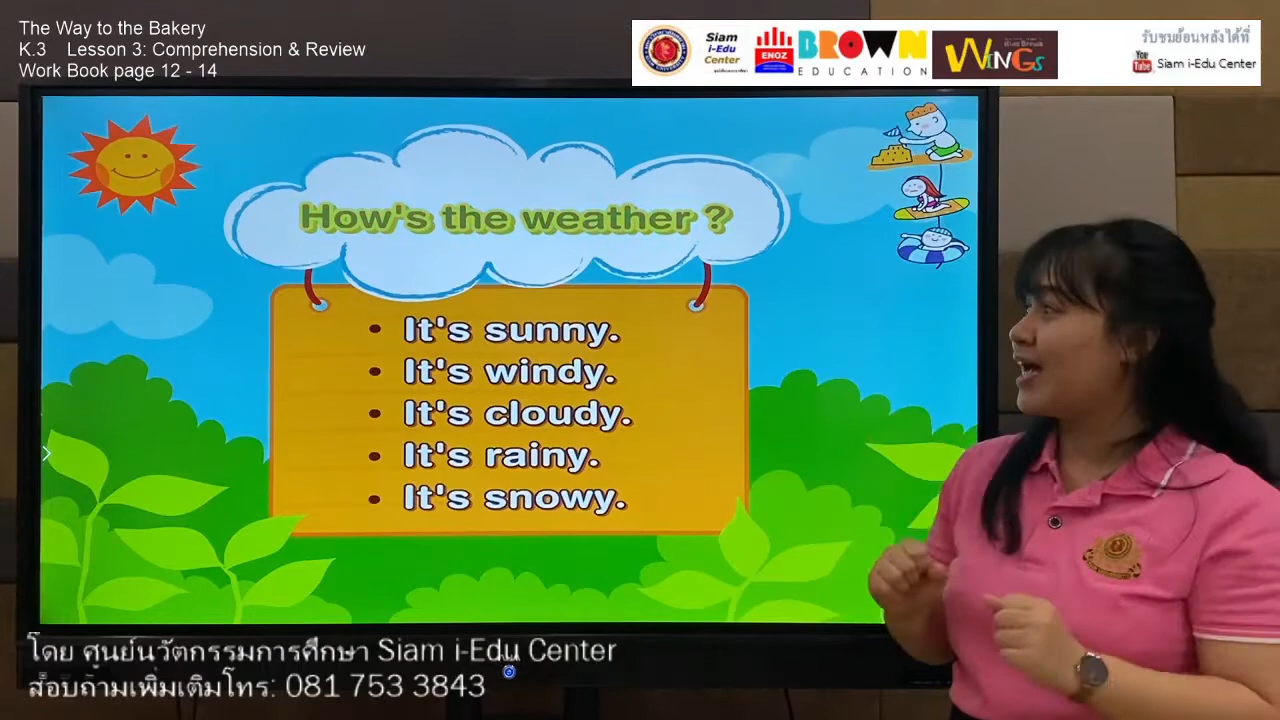 The Way to the Bakery
K.3 Lesson 3: Comprehension & Review
Workbook page 12 - 14
Siam
i-Edu
Center
ENOZ
BROWN
EDUCATION
WINGS
รับชมย้อนหลังได้ที่
You
Tube
Siam i-Edu Center
How's the weather ?
• It's sunny.
• It's windy.
• It's cloudy.
• It's rainy.
• It's snowy.
โดย ศูนย์นวัตกรรมการศึกษา Siam i-Edu Center
สอบถามเพิ่มเติมโทร: 081 753 3843